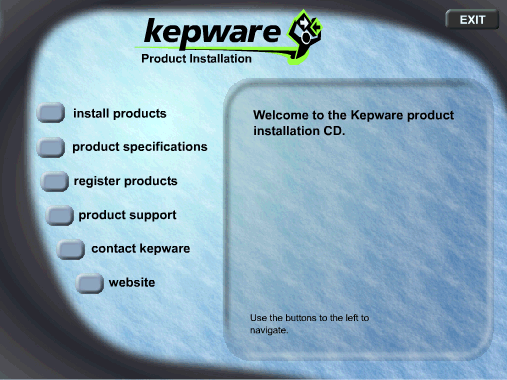 kepware
Product Installation
EXIT
install products
product specifications
register products
product support
contact kepware
website
Welcome to the Kepware product
installation CD.
Use the buttons to the left to
navigate.